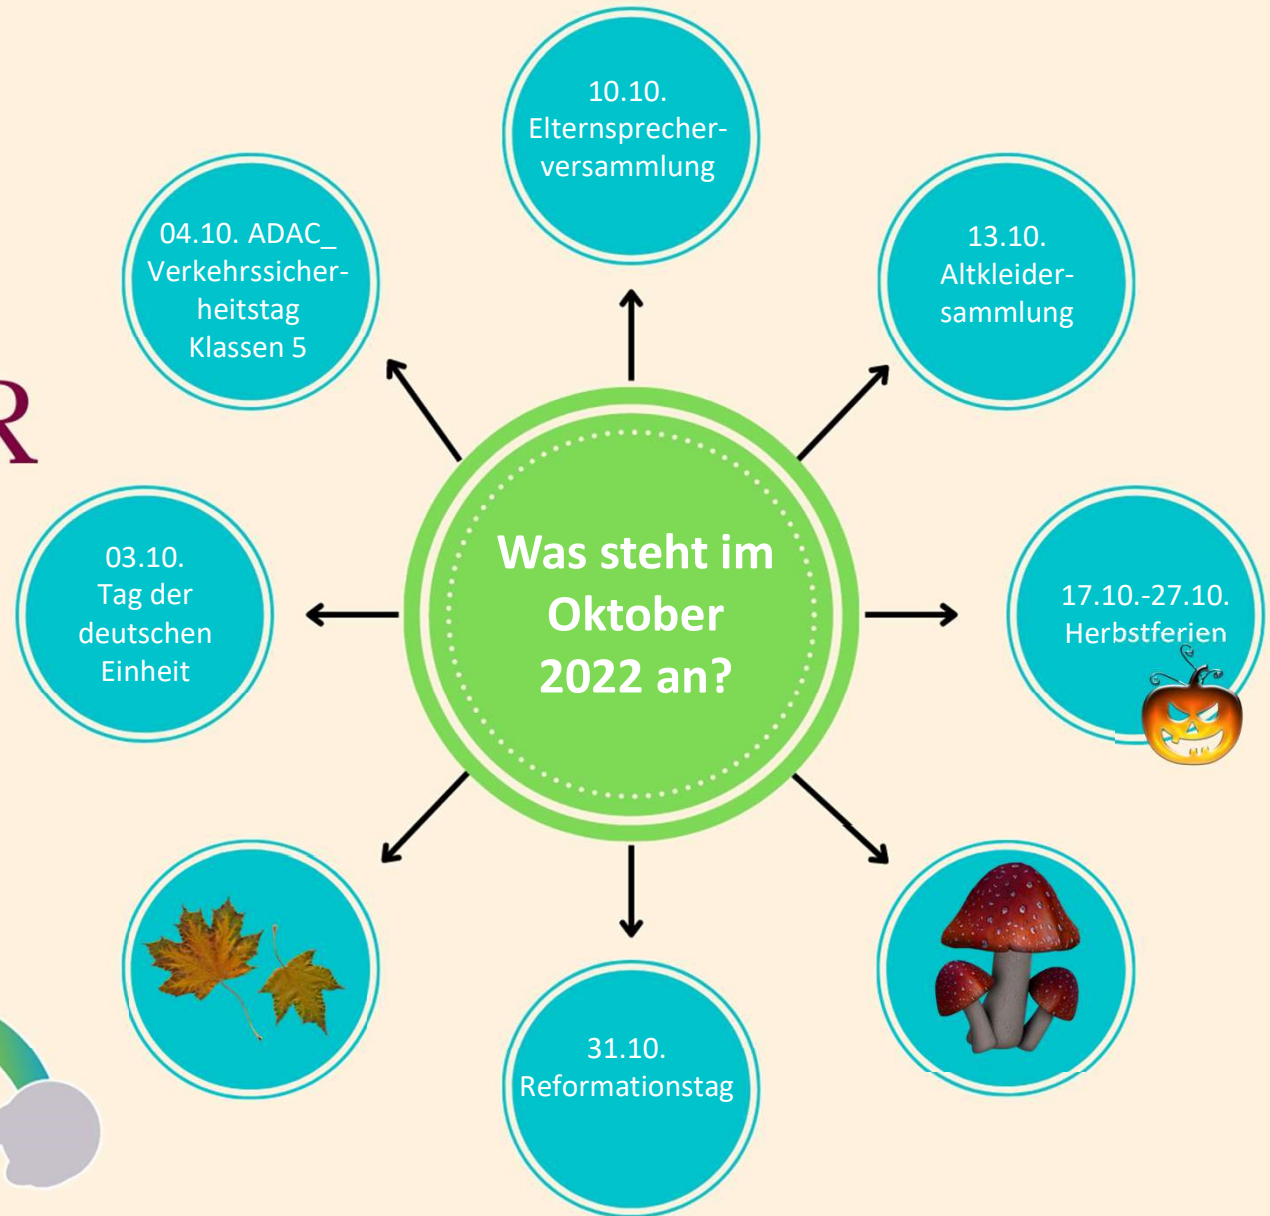 10.10.
Elternsprecher-
versammlung
04.10. ADAC_
Verkehrssicher-
heitstag
Klassen 5
13.10.
Altkleider-
sammlung
R
Was steht im
Oktober
2022 an?
03.10.
Tag der
deutschen
Einheit
17.10.-27.10.
Herbstferien
31.10.
Reformationstag